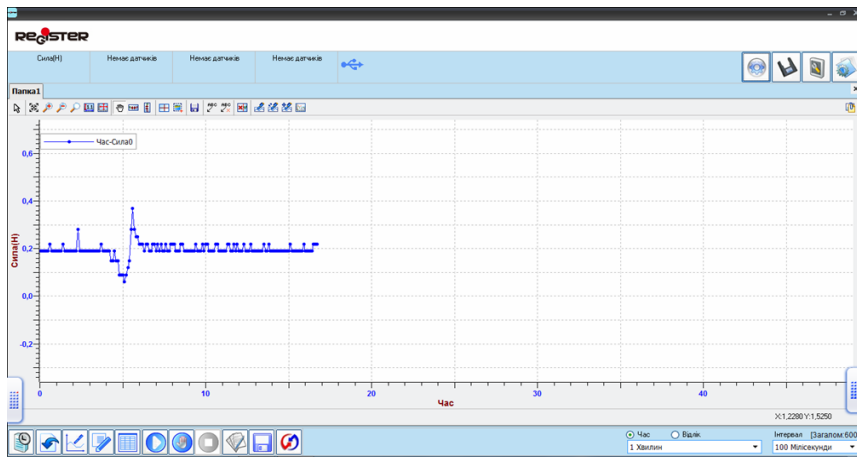 REGISTER
Сила(Н) Немає датчиків Немає датчиків Немає датчиків
Папка1
Час-Сила0
0,6
0,4
0,2
0,0
-0,2
Сила(Н)
0 10 20 30 40
Час
X:1,2280 Y:1,5250
Час Відлік Інтервал [Загалом:600
1 Хвилин 100 Мілісекунди